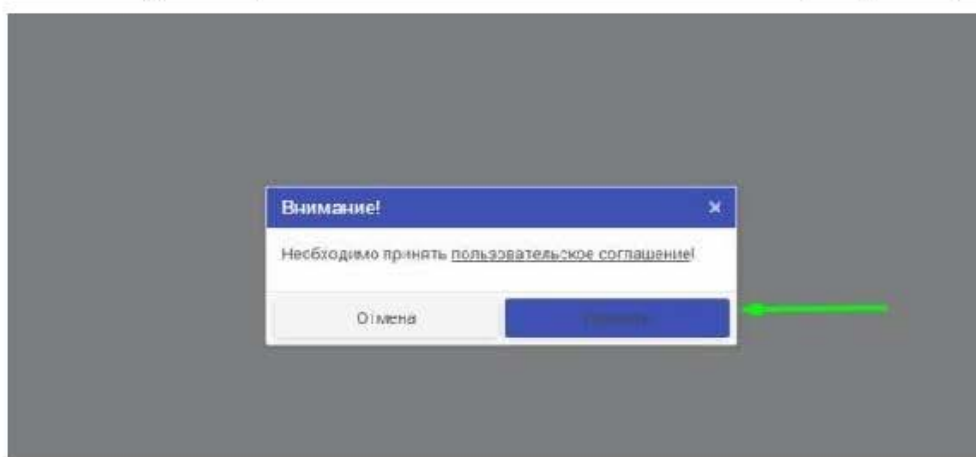 Внимание!
Необходимо принять пользовательское соглашение!
Отмена